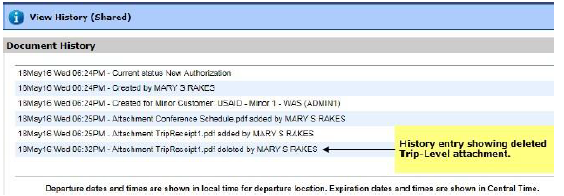 View History (Shared)
Document History
18May16 Wed 06:24PM - Current status New Authorization
18May16 Wed 06:24PM - Created by MARY S RAKES
18May16 Wed 06:24PM - Created for Minor Customer USAID - Minor 1 - WAS (ADMIN1)
18May16 Wed 06:25PM - Attachment Conference Schedule.pdf added by MARY S RAKES
18May16 Wed 06:25PM - Attachment TripReceipt1.pdf added by MARY S RAKES
18May16 Wed 06:32PM - Attachment TripReceipt1.pdf deleted by MARY S RAKES
History entry showing deleted
Trip-Level attachment.
Departure dates and times are shown in local time for departure location. Expiration dates and times are shown in Central Time.